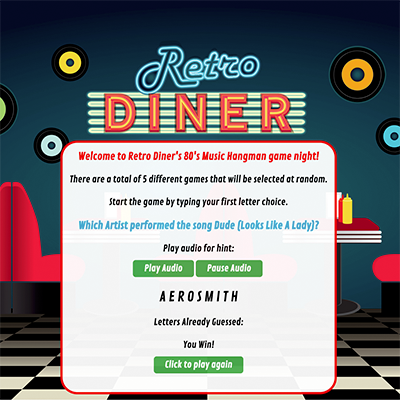 Retro
DINER
Welcome to Retro Diner's 80's Music Hangman game night!
There are a total of 5 different games that will be selected at random.
Start the game by typing your first letter choice.
Which Artist performed the song Dude (Looks Like A Lady)?
Play audio for hint:
Play Audio Pause Audio
A E R O S M I T H
Letters Already Guessed:
You Win!
Click to play again